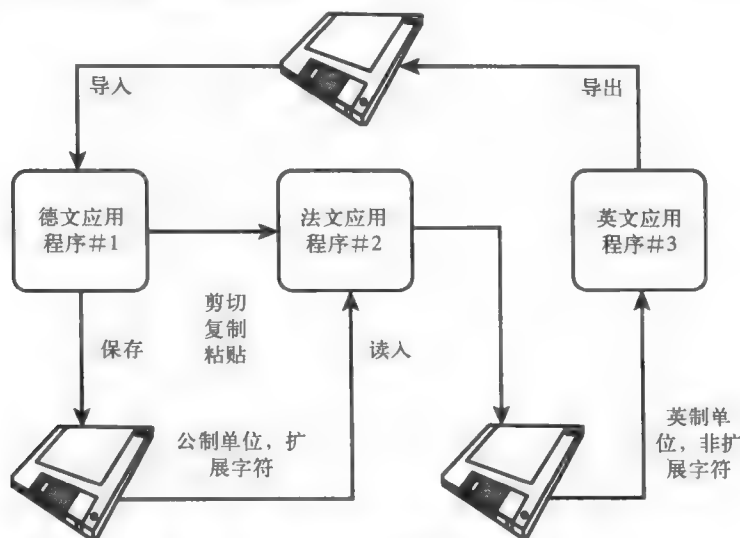 导入
导出
德文应用
程序#1
法文应用
程序#2
英文应用
程序#3
剪切
复制
粘贴
保存
读入
公制单位，扩
展字符
英制单
位，非扩
展字符